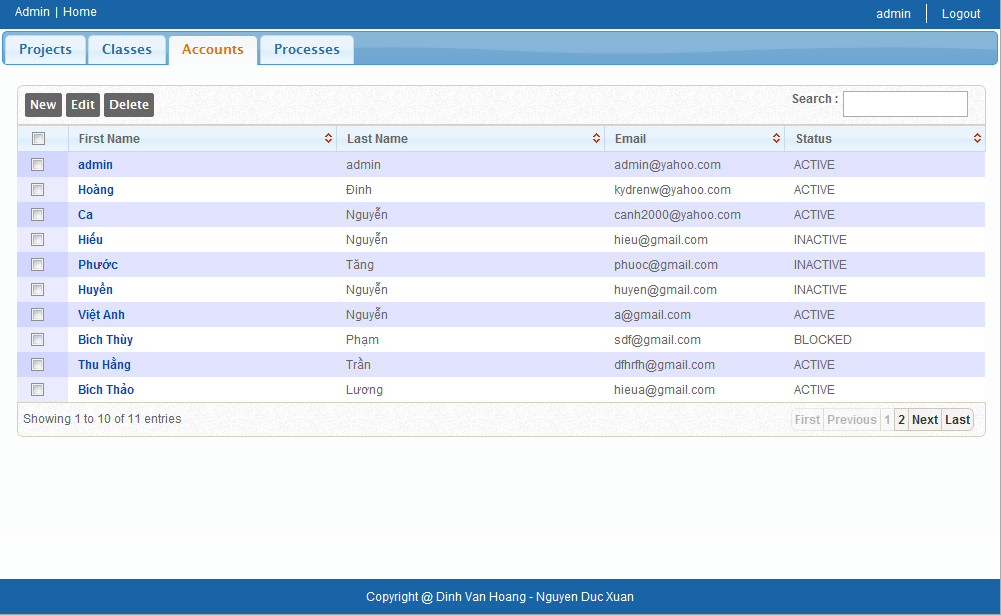 Admin | Home admin Logout
Projects Classes Accounts Processes
New Edit Delete Search :
First Name Last Name Email Status
admin admin admin@yahoo.com ACTIVE
Hoàng Đinh kydrenw@yahoo.com ACTIVE
Ca Nguyễn canh2000@yahoo.com ACTIVE
Hiếu Nguyễn hieu@gmail.com INACTIVE
Phước Tăng phuoc@gmail.com INACTIVE
Huyền Nguyễn huyen@gmail.com INACTIVE
Việt Anh Nguyễn a@gmail.com ACTIVE
Bích Thùy Phạm sdf@gmail.com BLOCKED
Thu Hằng Trần dfhrfh@gmail.com ACTIVE
Bích Thảo Lương hieua@gmail.com ACTIVE
Showing 1 to 10 of 11 entries First Previous 1 2 Next Last
Copyright @ Dinh Van Hoang - Nguyen Duc Xuan